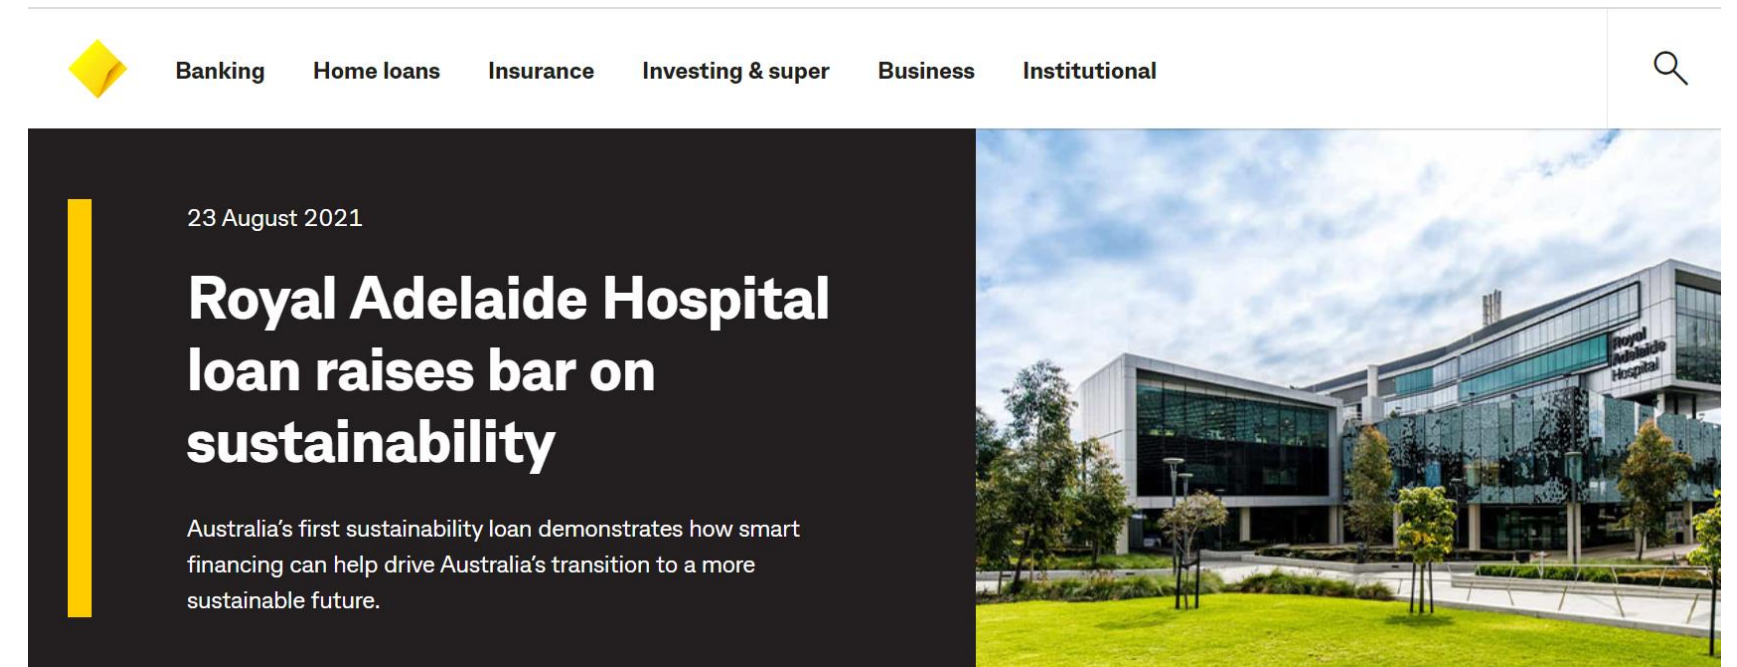 Banking Home loans Insurance Investing & super Business Institutional
23 August 2021
Royal Adelaide Hospital
loan raises bar on
sustainability
Australia's first sustainability loan demonstrates how smart
financing can help drive Australia's transition to a more
sustainable future.
Royal
Adelaide
Hospital